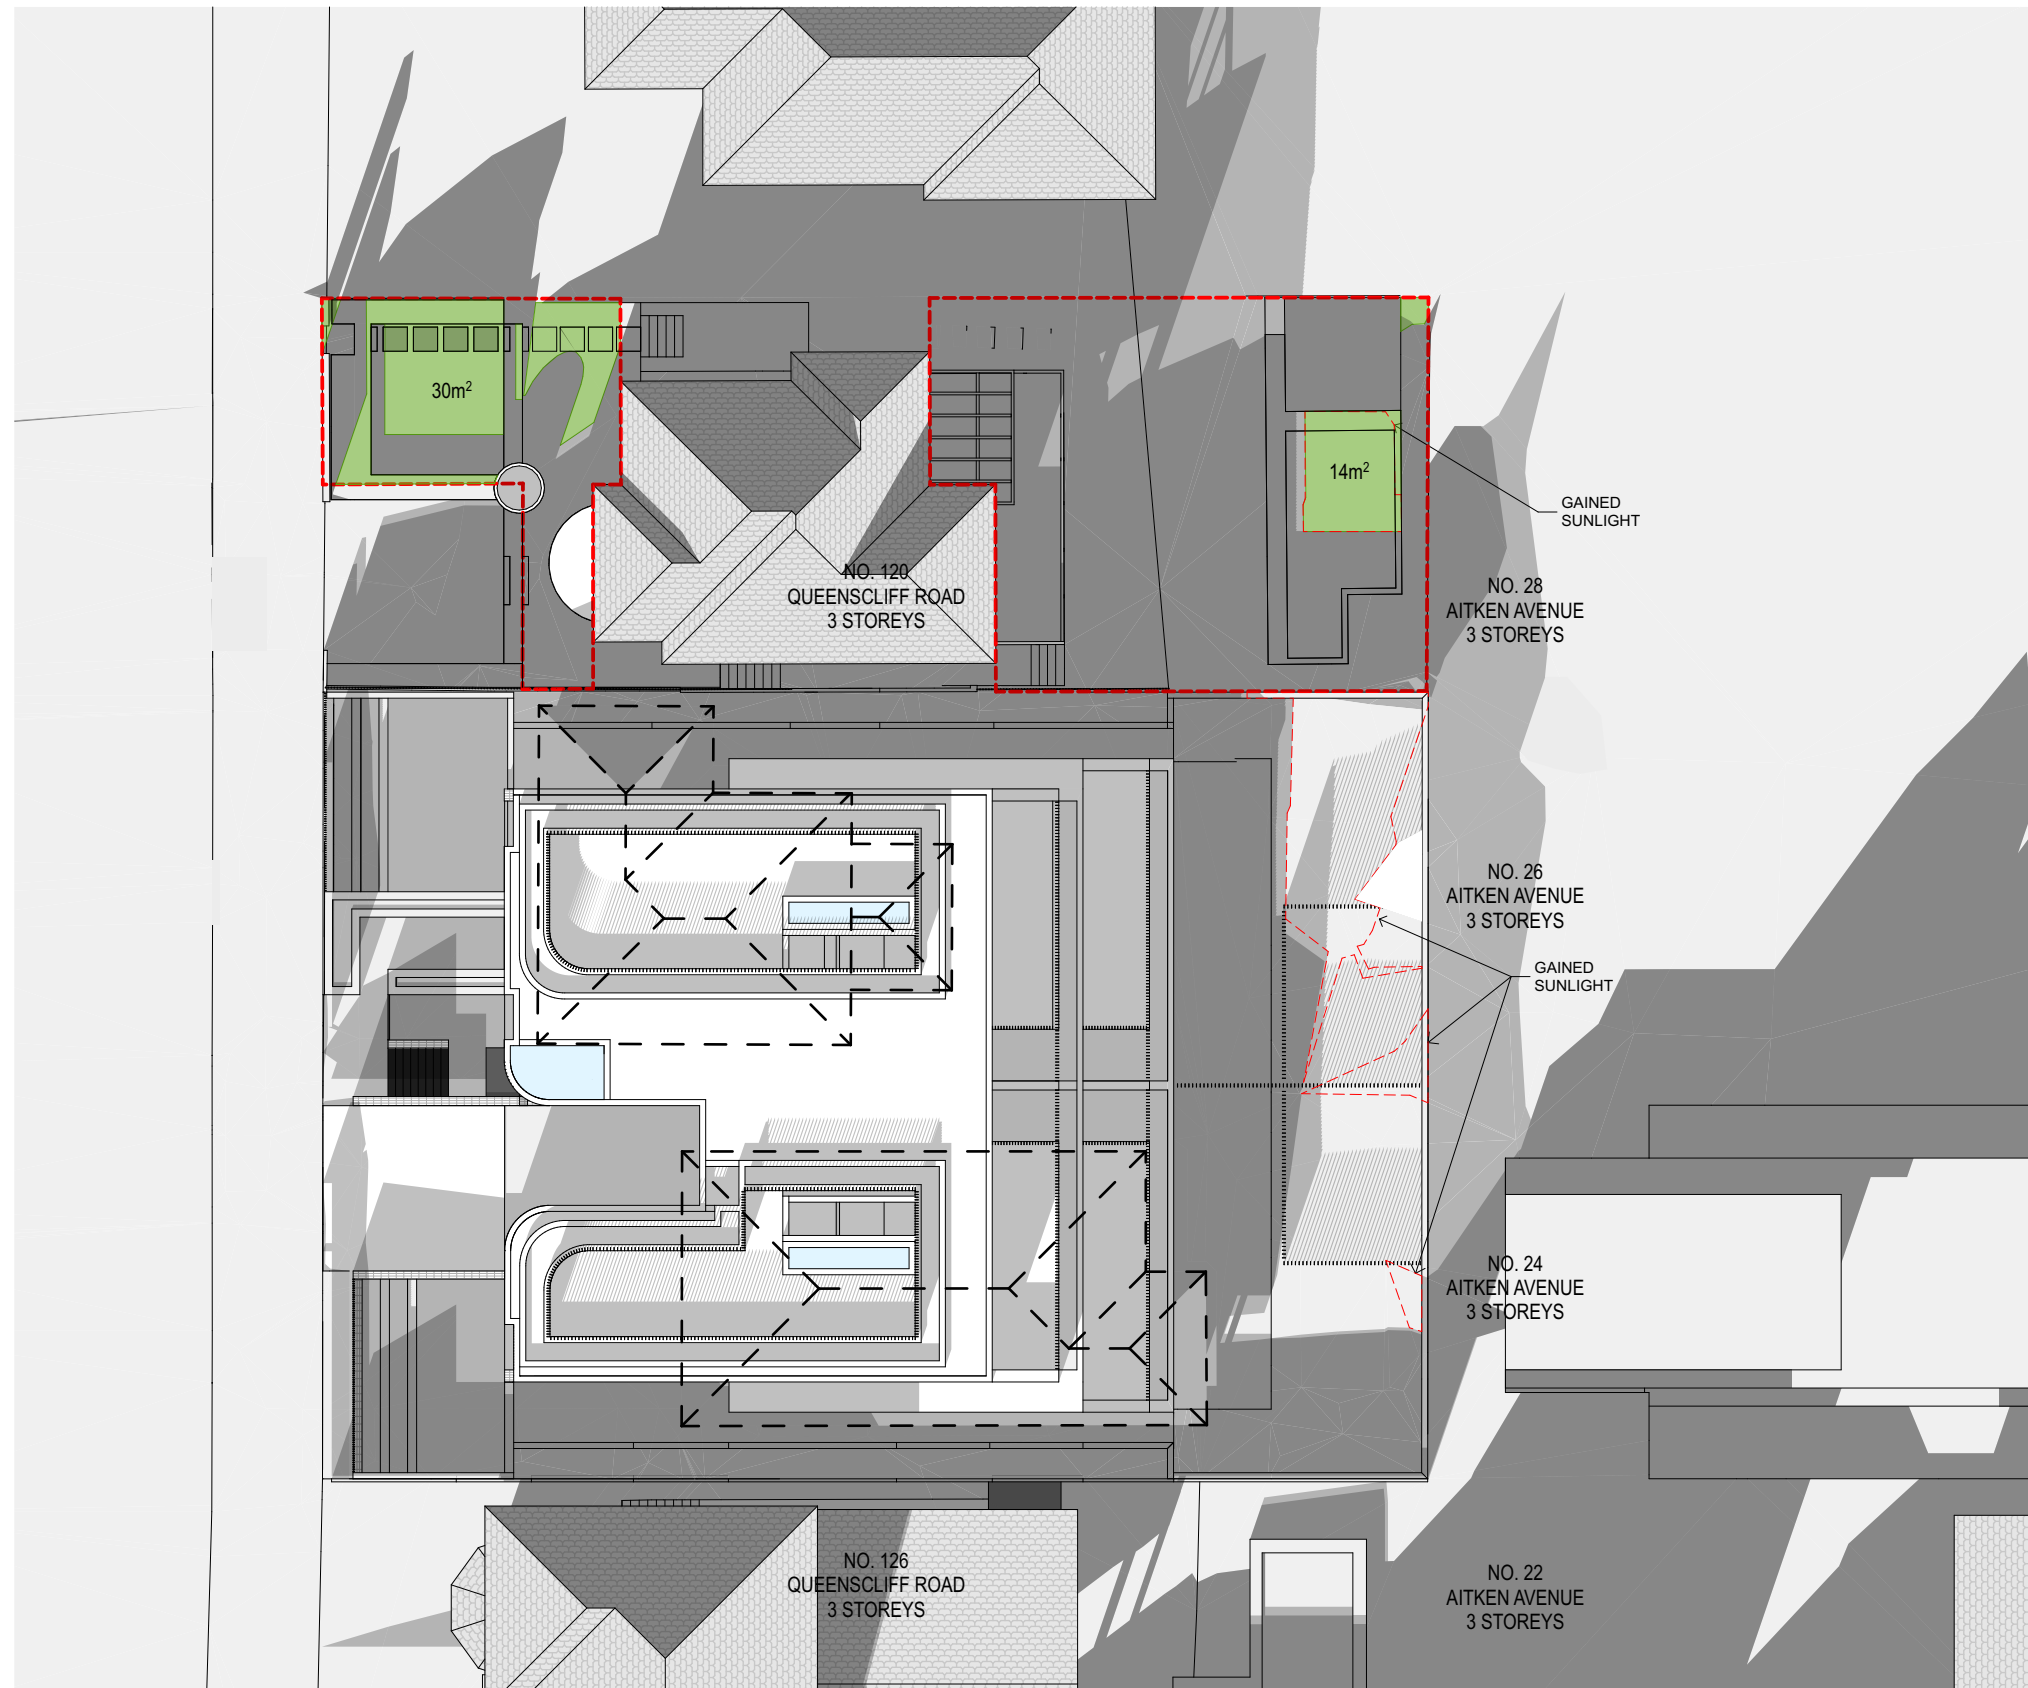 30m²
14m²
GAINED
SUNLIGHT
NO. 120
QUEENSCLIFF ROAD
3 STOREYS
NO. 28
AITKEN AVENUE
3 STOREYS
NO. 26
AITKEN AVENUE
3 STOREYS
GAINED
SUNLIGHT
NO. 24
AITKEN AVENUE
3 STOREYS
NO. 126
QUEENSCLIFF ROAD
3 STOREYS
NO. 22
AITKEN AVENUE
3 STOREYS